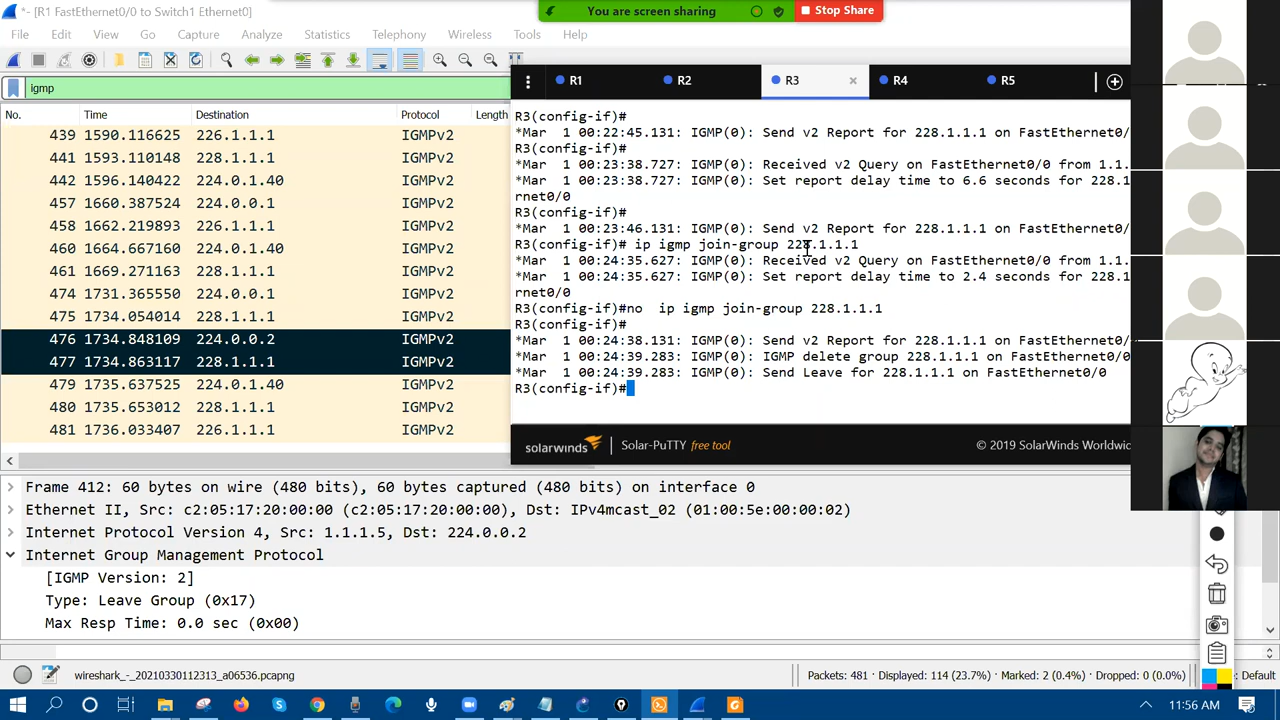 *- [R1 FastEthernet0/0 to Switch1 Ethernet0]
You are screen sharing
Stop Share
File Edit View Go Capture Analyze Statistics Telephony Wireless Tools Help
igmp
No. Time Destination Protocol Length
439 1590.116625 226.1.1.1 IGMPv2
441 1593.110148 228.1.1.1 IGMPv2
442 1596.140422 224.0.1.40 IGMPv2
457 1660.387524 224.0.0.1 IGMPv2
458 1662.219893 226.1.1.1 IGMPv2
460 1664.667160 224.0.1.40 IGMPv2
461 1669.271163 228.1.1.1 IGMPv2
474 1731.365550 224.0.0.1 IGMPv2
475 1734.054014 228.1.1.1 IGMPv2
476 1734.848109 224.0.0.2 IGMPv2
477 1734.863117 228.1.1.1 IGMPv2
479 1735.637525 224.0.1.40 IGMPv2
480 1735.653012 228.1.1.1 IGMPv2
481 1736.033407 226.1.1.1 IGMPv2
R1 R2 R3 R4 R5
R3(config-if)#
*Mar 1 00:22:45.131: IGMP(0): Send v2 Report for 228.1.1.1 on FastEthernet0/
R3(config-if)#
*Mar 1 00:23:38.727: IGMP(0): Received v2 Query on FastEthernet0/0 from 1.1.
*Mar 1 00:23:38.727: IGMP(0): Set report delay time to 6.6 seconds for 228.1
rnet0/0
R3(config-if)#
*Mar 1 00:23:46.131: IGMP(0): Send v2 Report for 228.1.1.1 on FastEthernet0/
R3(config-if)# ip igmp join-group 228.1.1.1
*Mar 1 00:24:35.627: IGMP(0): Received v2 Query on FastEthernet0/0 from 1.1.
*Mar 1 00:24:35.627: IGMP(0): Set report delay time to 2.4 seconds for 228.1
rnet0/0
R3(config-if)#no ip igmp join-group 228.1.1.1
R3(config-if)#
*Mar 1 00:24:38.131: IGMP(0): Send v2 Report for 228.1.1.1 on FastEthernet0/
*Mar 1 00:24:39.283: IGMP(0): IGMP delete group 228.1.1.1 on FastEthernet0/0
*Mar 1 00:24:39.283: IGMP(0): Send Leave for 228.1.1.1 on FastEthernet0/0
R3(config-if)#
solarwinds Solar-PuTTY free tool © 2019 SolarWinds Worldwi
Frame 412: 60 bytes on wire (480 bits), 60 bytes captured (480 bits) on interface 0
Ethernet II, Src: c2:05:17:20:00:00 (c2:05:17:20:00:00), Dst: IPv4mcast_02 (01:00:5e:00:00:02)
Internet Protocol Version 4, Src: 1.1.1.5, Dst: 224.0.0.2
Internet Group Management Protocol
[IGMP Version: 2]
Type: Leave Group (0x17)
Max Resp Time: 0.0 sec (0x00)
wireshark_-_20210330112313_a06536.pcapng
Packets: 481 · Displayed: 114 (23.7%) · Marked: 2 (0.4%) · Dropped: 0 (0.0%)
: Default
11:56 AM